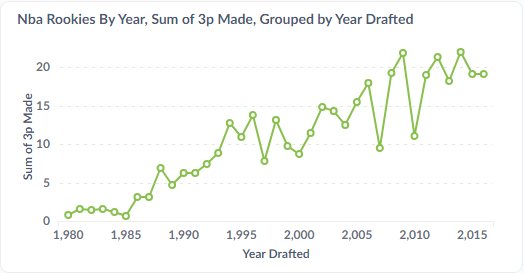 Nba Rookies By Year, Sum of 3p Made, Grouped by Year Drafted
Sum of 3p Made
20
15
10
5
0
1,980 1,985 1,990 1,995 2,000 2,005 2,010 2,015
Year Drafted